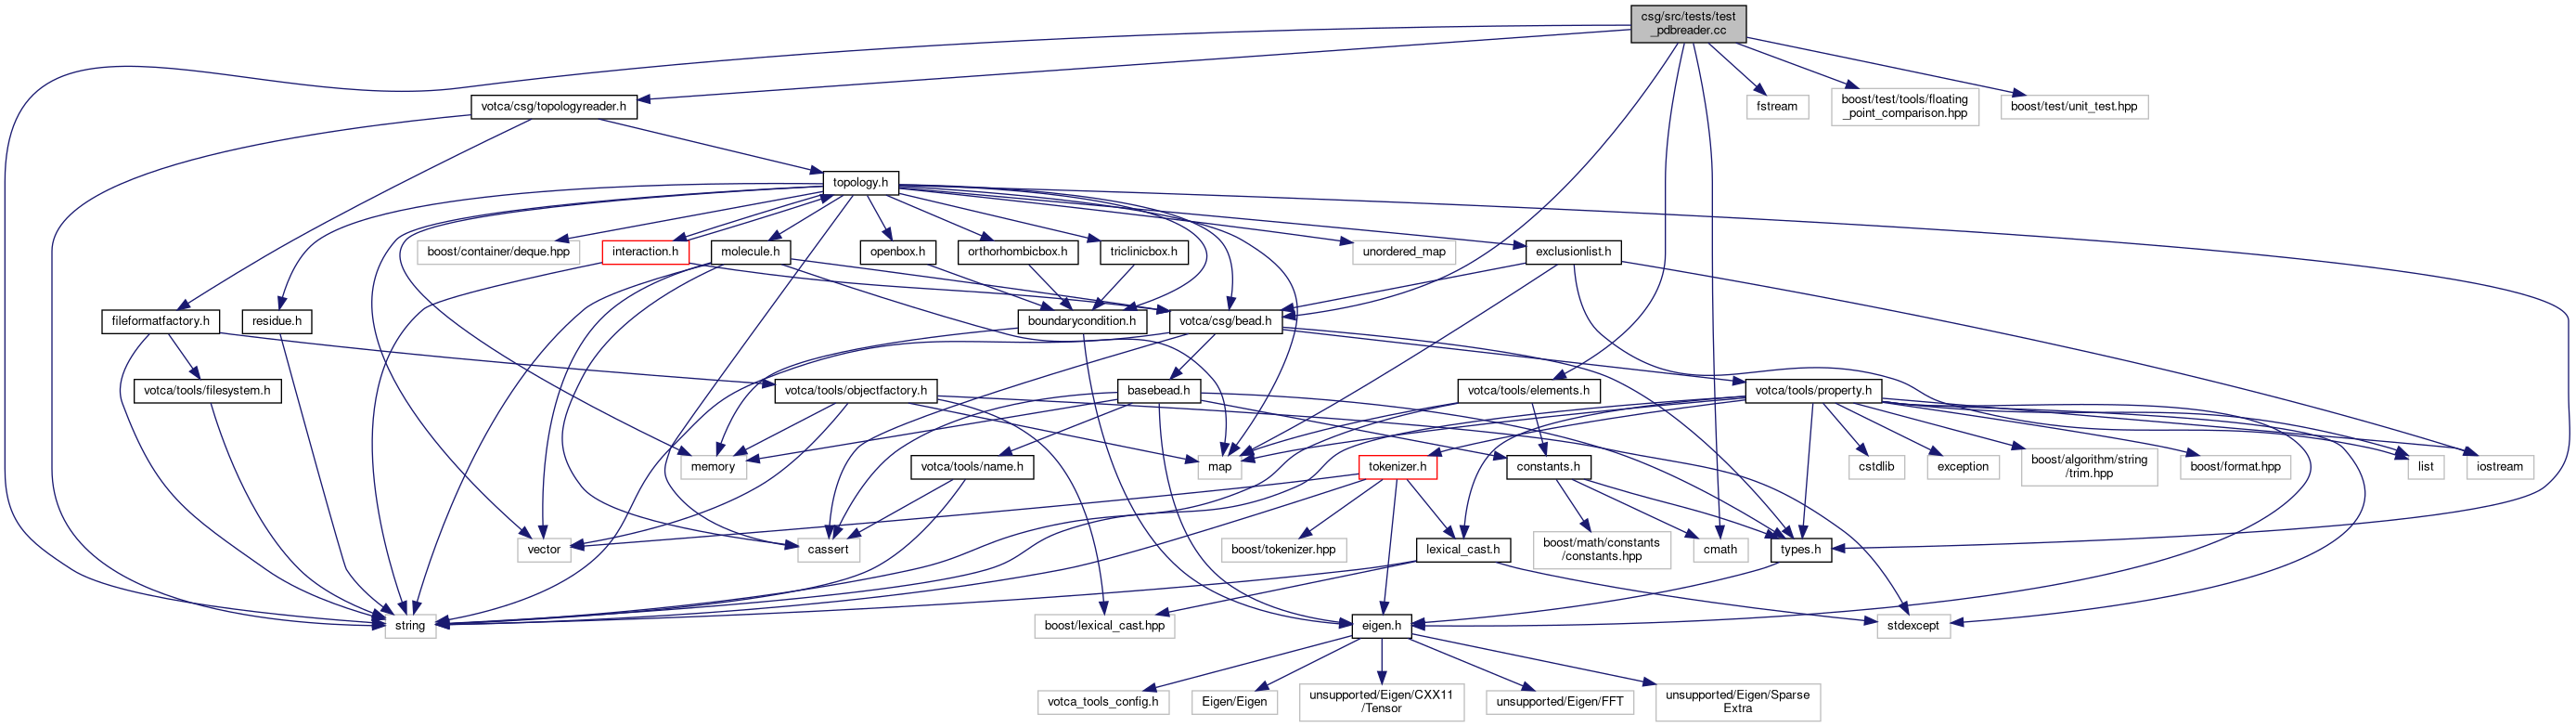 csg/src/tests/test
_pdbreader.cc
votca/csg/topologyreader.h
fstream
boost/test/tools/floating
_point_comparison.hpp
boost/test/unit_test.hpp
topology.h
boost/container/deque.hpp
interaction.h
molecule.h
openbox.h
orthorhombicbox.h
triclinicbox.h
unordered_map
exclusionlist.h
fileformatfactory.h
residue.h
boundarycondition.h
votca/csg/bead.h
votca/tools/filesystem.h
votca/tools/objectfactory.h
basebead.h
votca/tools/elements.h
votca/tools/property.h
memory
votca/tools/name.h
map
tokenizer.h
constants.h
cstdlib
exception
boost/algorithm/string
/trim.hpp
boost/format.hpp
list
iostream
vector
cassert
boost/tokenizer.hpp
lexical_cast.h
boost/math/constants
/constants.hpp
cmath
types.h
string
boost/lexical_cast.hpp
eigen.h
stdexcept
votca_tools_config.h
Eigen/Eigen
unsupported/Eigen/CXX11
/Tensor
unsupported/Eigen/FFT
unsupported/Eigen/Sparse
Extra